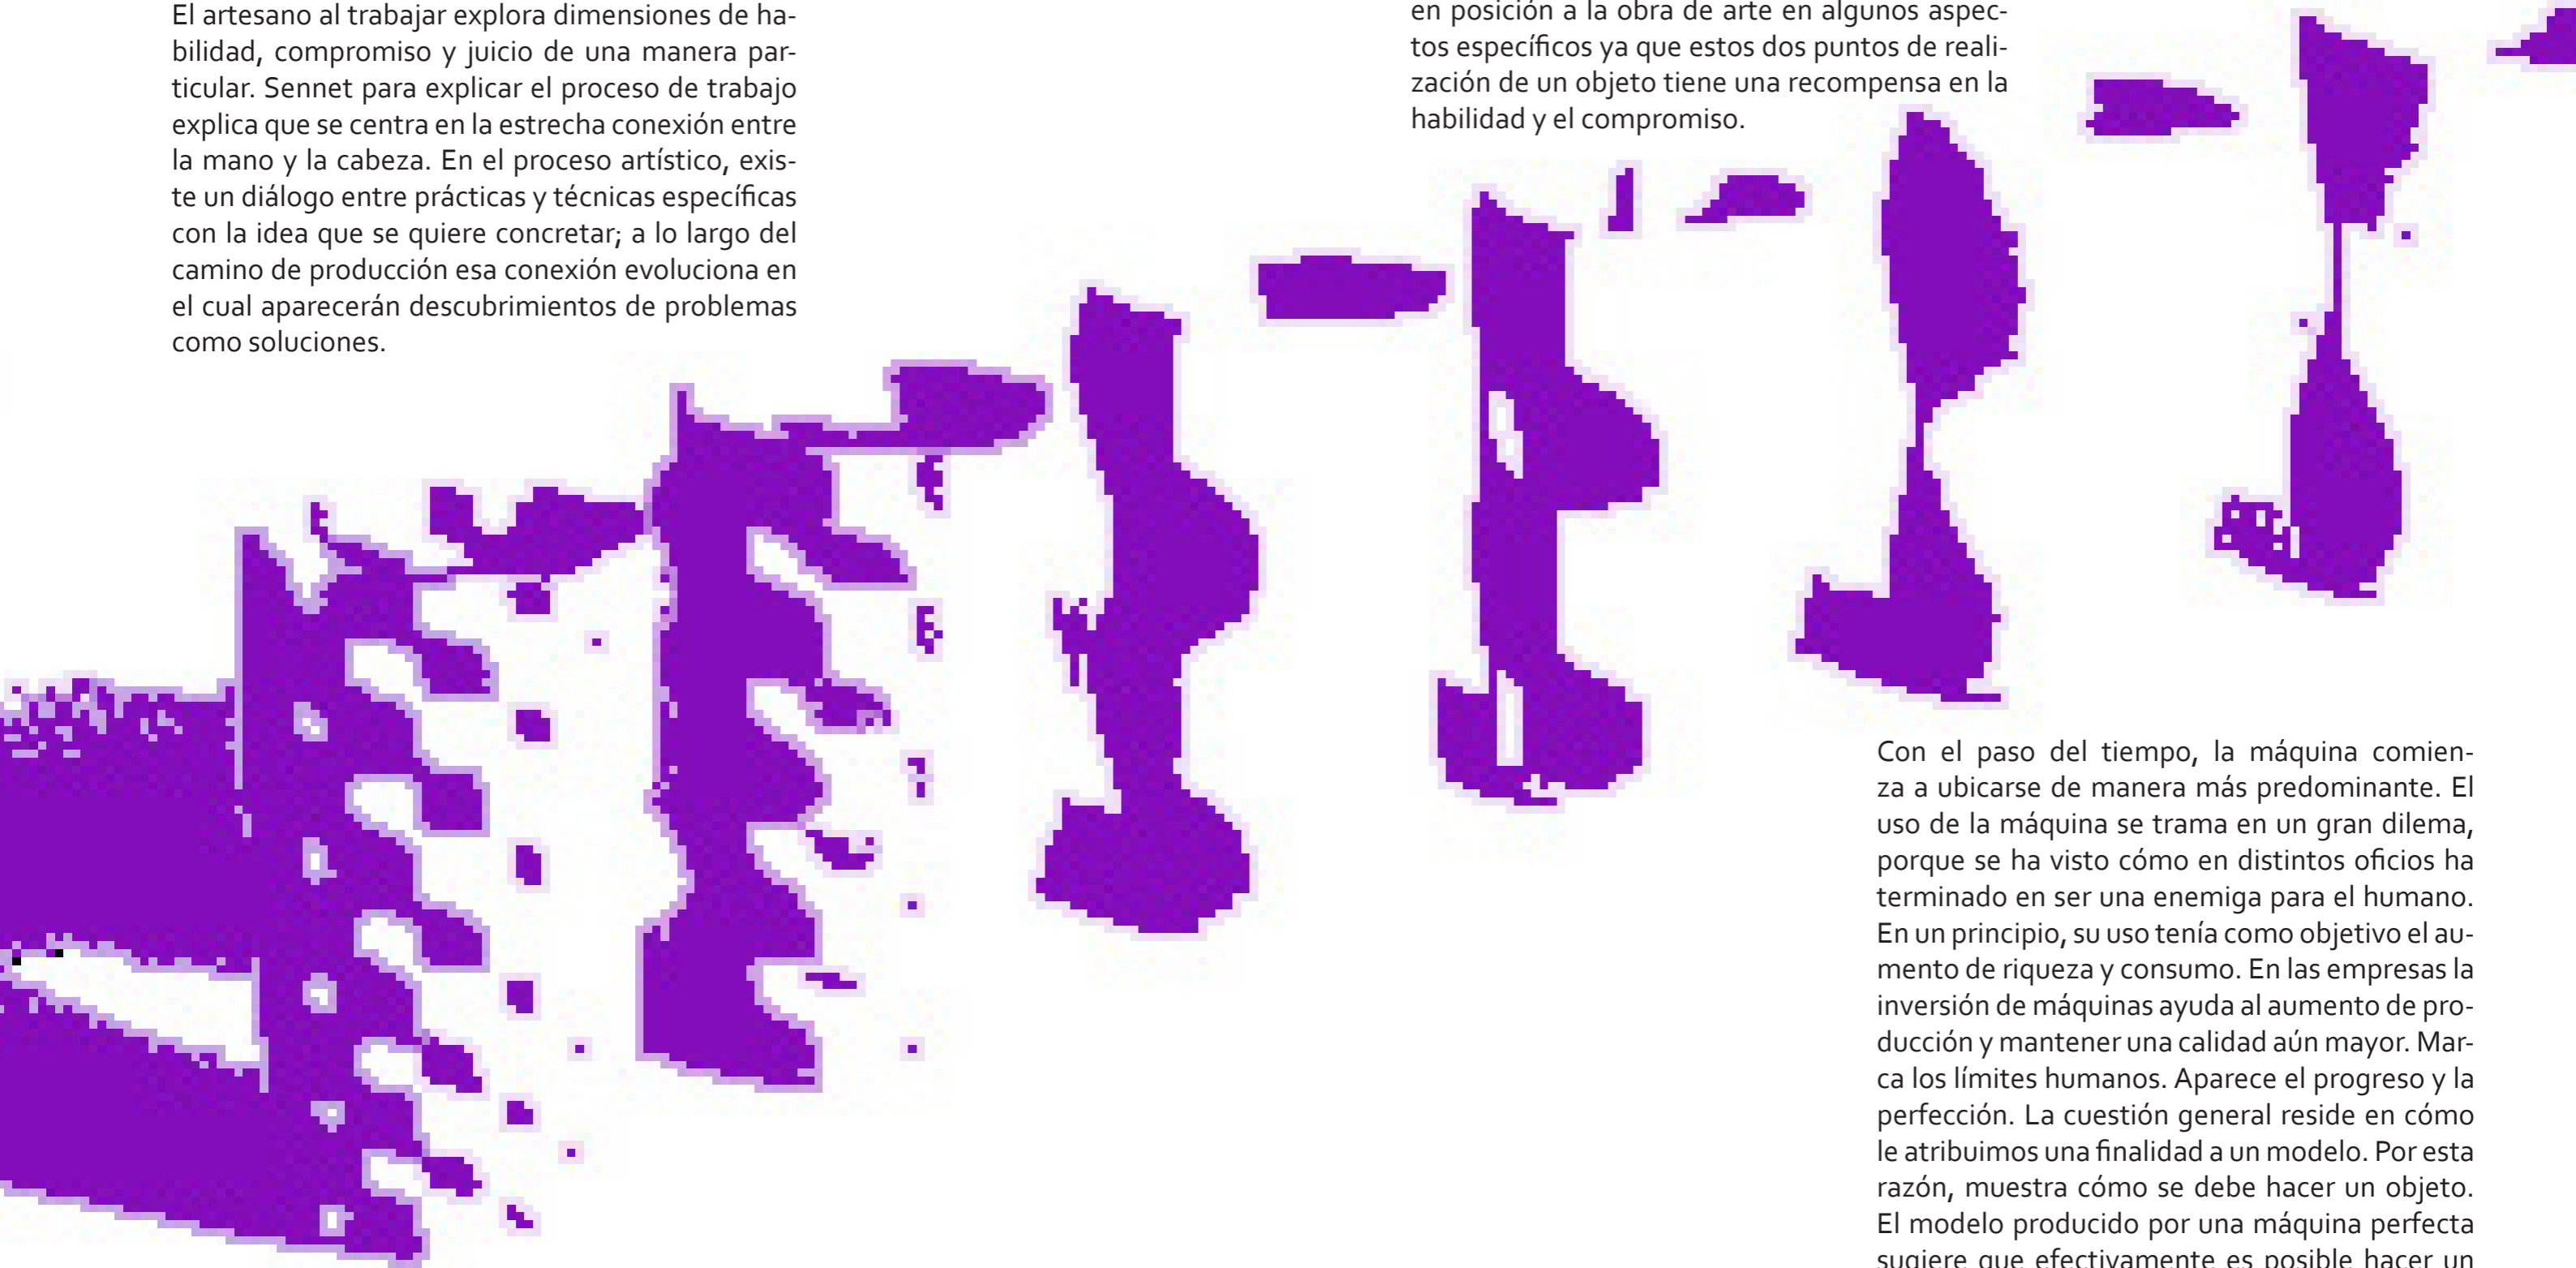 El artesano al trabajar explora dimensiones de ha-
bilidad, compromiso y juicio de una manera par-
ticular. Sennet para explicar el proceso de trabajo
explica que se centra en la estrecha conexión entre
la mano y la cabeza. En el proceso artístico, exis-
te un diálogo entre prácticas y técnicas específicas
con la idea que se quiere concretar; a lo largo del
camino de producción esa conexión evoluciona en
el cual aparecerán descubrimientos de problemas
como soluciones.
en posición a la obra de arte en algunos aspec-
tos específicos ya que estos dos puntos de reali-
zación de un objeto tiene una recompensa en la
habilidad y el compromiso.
Con el paso del tiempo, la máquina comien-
za a ubicarse de manera más predominante. El
uso de la máquina se trama en un gran dilema,
porque se ha visto cómo en distintos oficios ha
terminado en ser una enemiga para el humano.
En un principio, su uso tenía como objetivo el au-
mento de riqueza y consumo. En las empresas la
inversión de máquinas ayuda al aumento de pro-
ducción y mantener una calidad aún mayor. Mar-
ca los límites humanos. Aparece el progreso y la
perfección. La cuestión general reside en cómo
le atribuimos una finalidad a un modelo. Por esta
razón, muestra cómo se debe hacer un objeto.
El modelo producido por una máquina perfecta
sugiere que efectivamente es posible hacer un